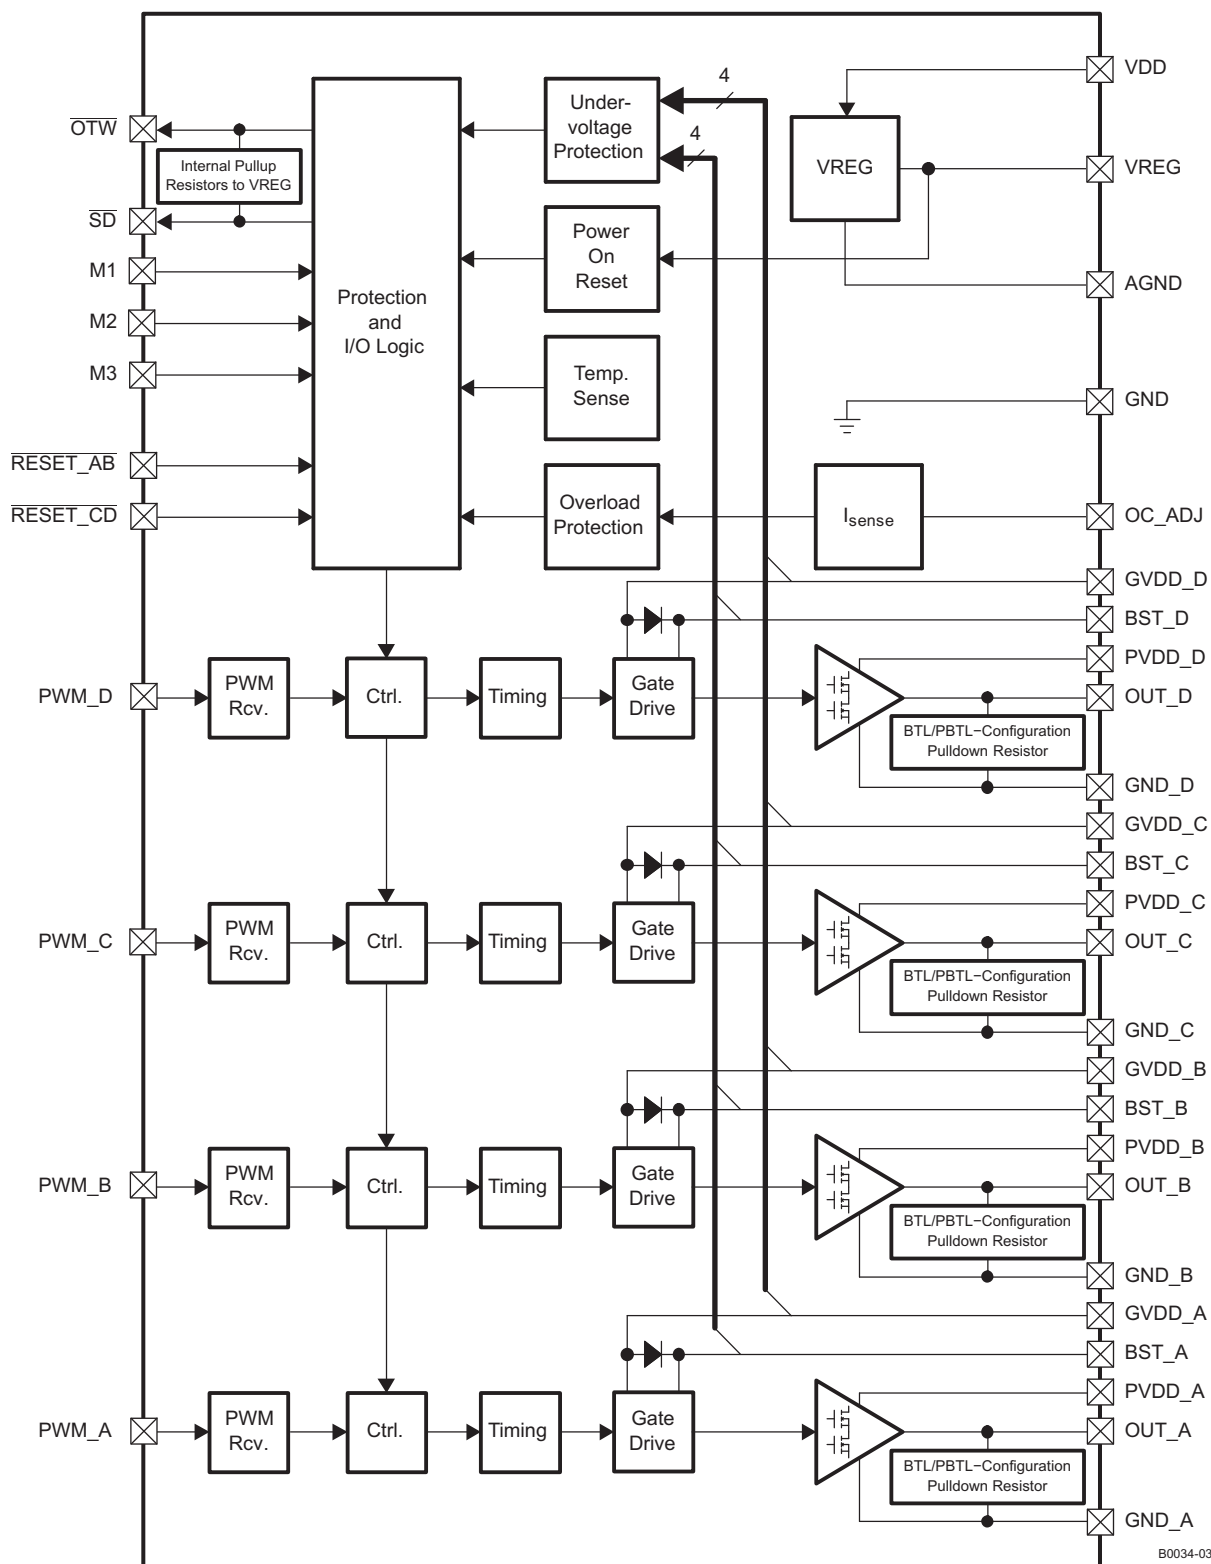 4
VDD
OTW
Under-
voltage
Protection
4
Internal Pullup
Resistors to VREG
VREG
VREG
SD
M1
Power
On
Reset
AGND
Protection
and
I/O Logic
M2
M3
Temp.
Sense
GND
RESET_AB
RESET_CD
Overload
Protection
Isense
OC_ADJ
GVDD_D
BST_D
PVDD_D
PWM_D
PWM
Rcv.
Ctrl.
Timing
Gate
Drive
OUT_D
BTL/PBTL−Configuration
Pulldown Resistor
GND_D
GVDD_C
BST_C
PVDD_C
PWM_C
PWM
Rcv.
Ctrl.
Timing
Gate
Drive
OUT_C
BTL/PBTL−Configuration
Pulldown Resistor
GND_C
GVDD_B
BST_B
PVDD_B
PWM_B
PWM
Rcv.
Ctrl.
Timing
Gate
Drive
OUT_B
BTL/PBTL−Configuration
Pulldown Resistor
GND_B
GVDD_A
BST_A
PVDD_A
PWM_A
PWM
Rcv.
Ctrl.
Timing
Gate
Drive
OUT_A
BTL/PBTL−Configuration
Pulldown Resistor
GND_A
B0034-03